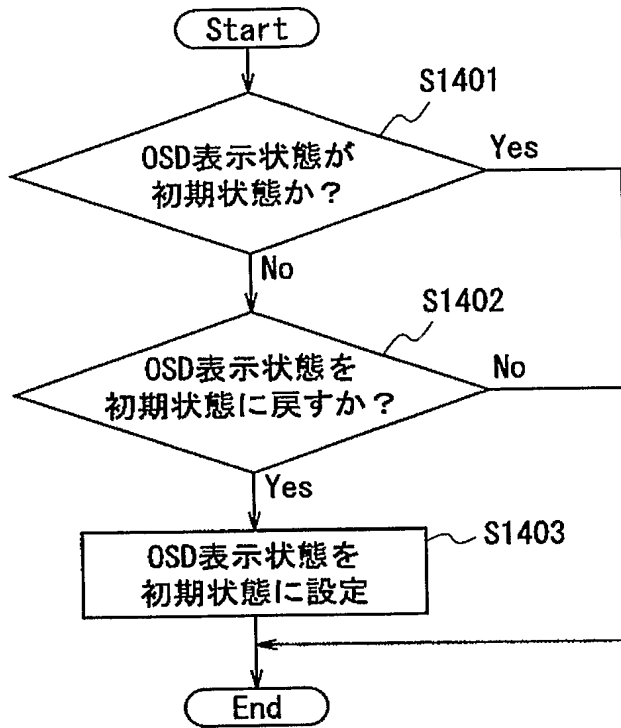 Start
S1401
OSD表示状態が
初期状態か？
Yes
No
S1402
OSD表示状態を
初期状態に戻すか？
No
Yes
S1403
OSD表示状態を
初期状態に設定
End